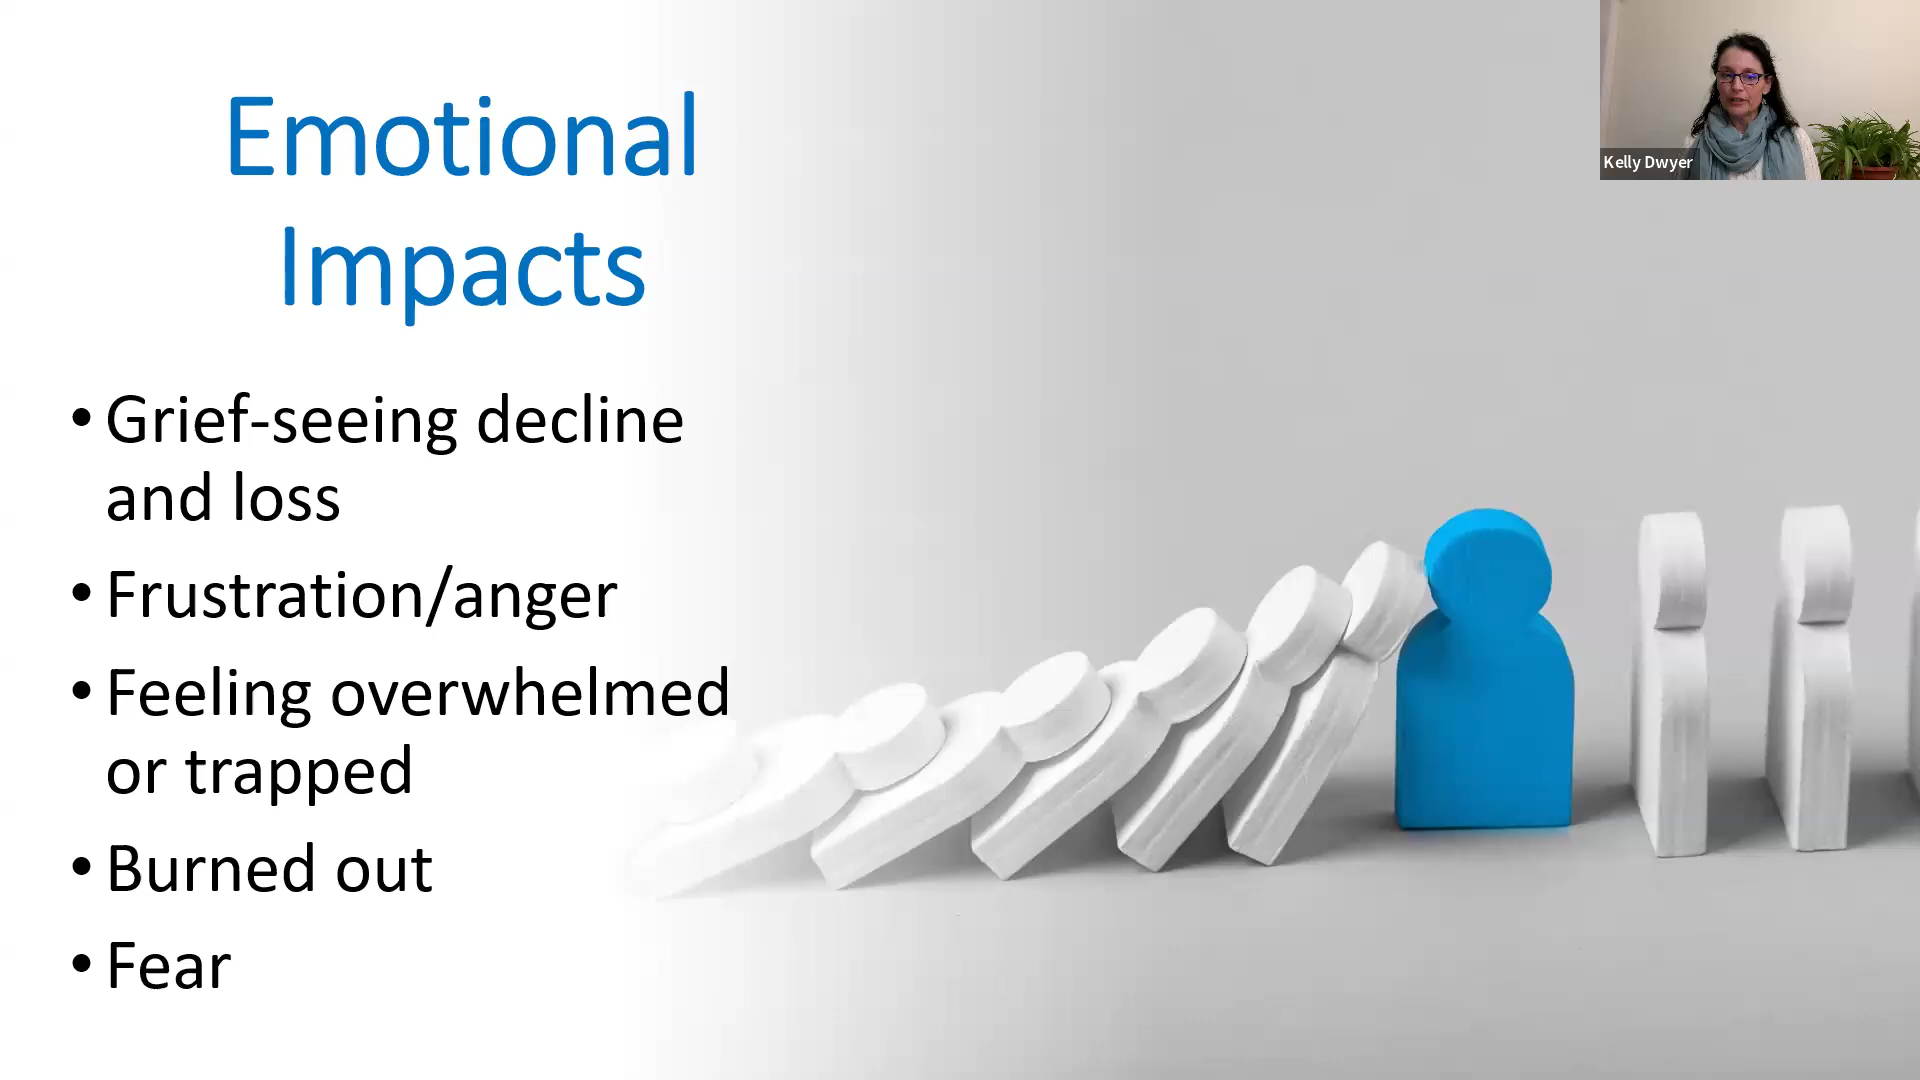 Emotional
Impacts
• Grief-seeing decline
and loss
• Frustration/anger
• Feeling overwhelmed
or trapped
• Burned out
• Fear
Kelly Dwyer